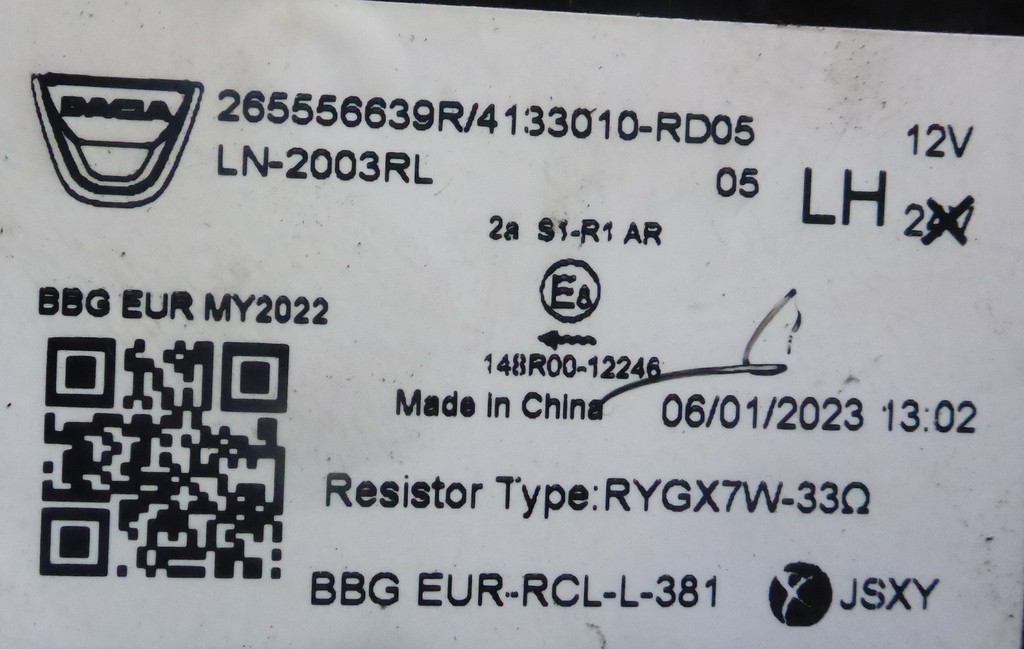 DACIA
265556639R/4133010-RD05
12V
LN-2003RL
05
LH
2a S1-R1 AR
BBG EUR MY2022
148R00-12246
Made in China
06/01/2023 13:02
Resistor Type:RYGX7W-33Ω
BBG EUR-RCL-L-381
JSXY